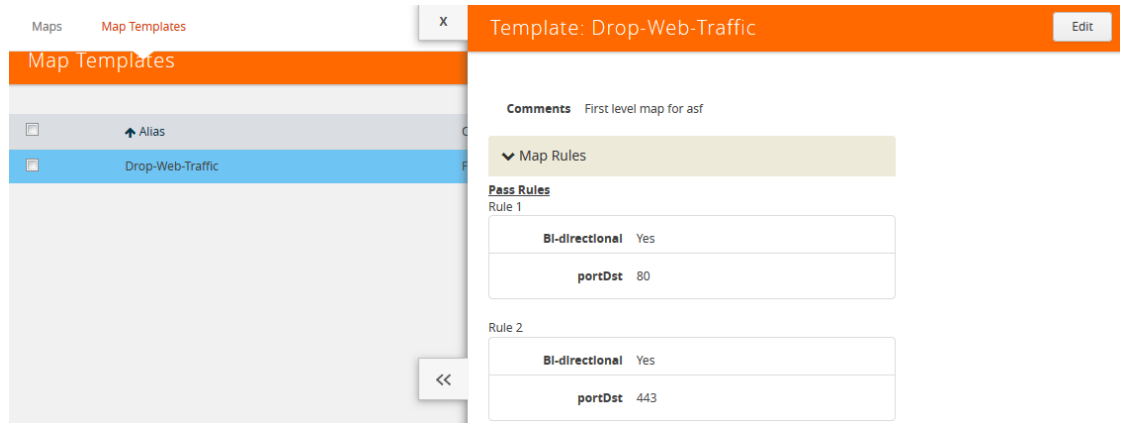 Maps Map Templates
X
Template: Drop-Web-Traffic
Edit
Map Templates
Alias
Drop-Web-Traffic
Comments First level map for asf
Map Rules
Pass Rules
Rule 1
Bi-directional Yes
portDst 80
Rule 2
Bi-directional Yes
portDst 443